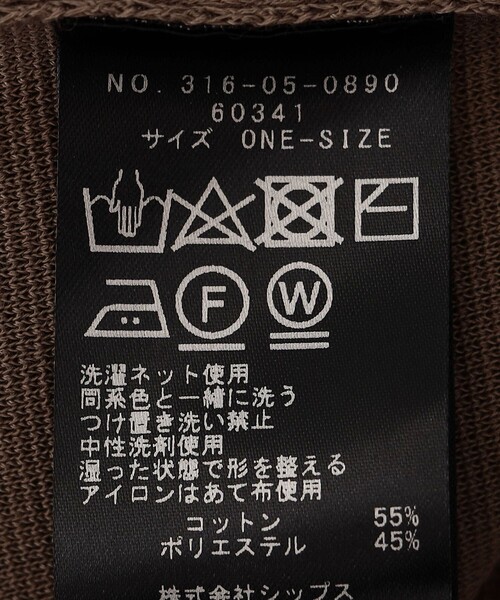 NO. 316-05-0890
60341
サイズ ONE-SIZE
F
W
洗濯ネット使用
同系色と一緒に洗う
つけ置き洗い禁止
中性洗剤使用
湿った状態で形を整える
アイロンはあて布使用
コットン 55%
ポリエステル 45%
株式会社シップス